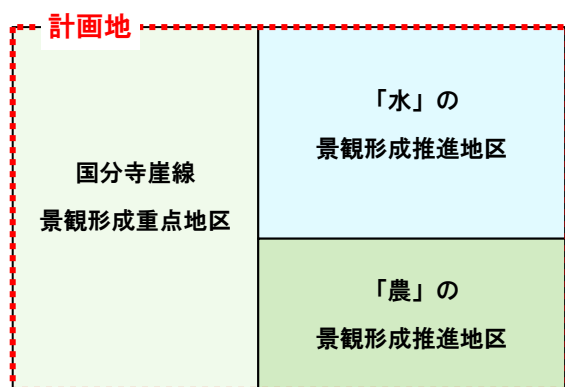 計画地
国分寺崖線
景観形成重点地区
「水」の
景観形成推進地区
「農」の
景観形成推進地区